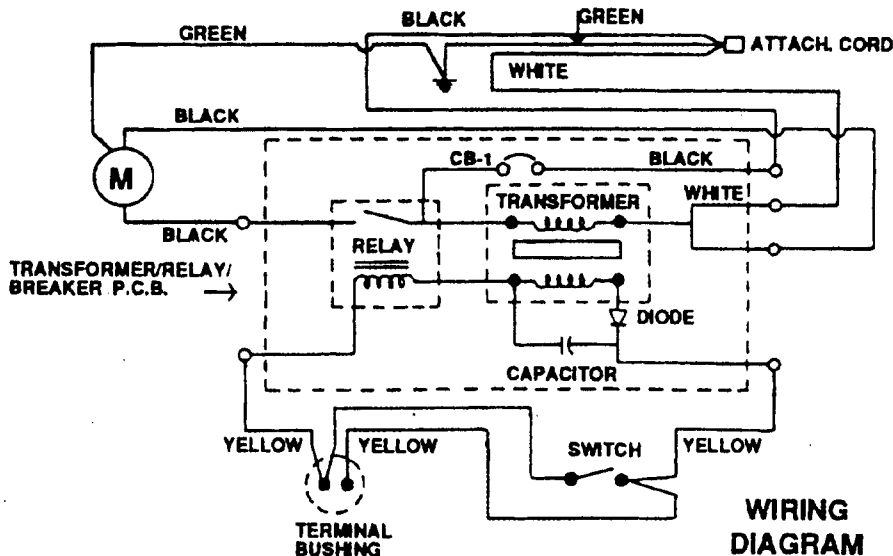 BLACK
GREEN
GREEN
ATTACH. CORD
WHITE
BLACK
CB-1
BLACK
M
TRANSFORMER
WHITE
BLACK
RELAY
TRANSFORMER/RELAY/
BREAKER P.C.B.
DIODE
CAPACITOR
YELLOW
YELLOW
SWITCH
YELLOW
TERMINAL
BUSHING
WIRING
DIAGRAM